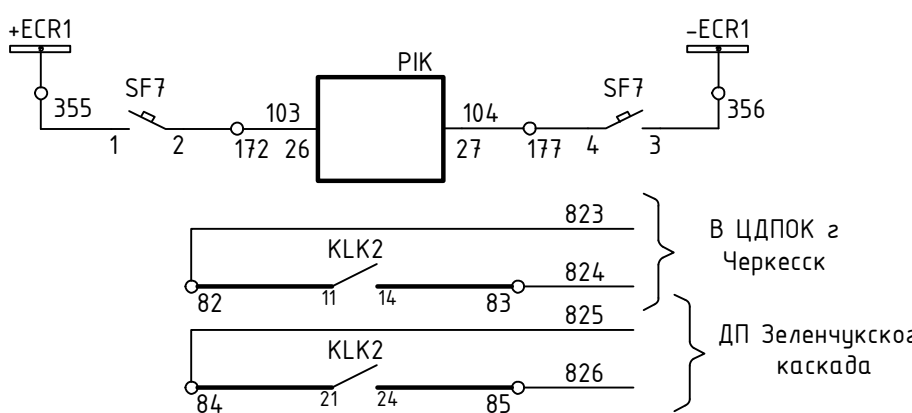 +ECR1
-ECR1
PIK
355
SF7
103
104
SF7
356
1
2
172
26
27
177
4
3
823
В ЦДПОК г
Черкесск
KLK2
824
82
11
14
83
825
ДП Зеленчукског
каскада
KLK2
826
84
21
24
85